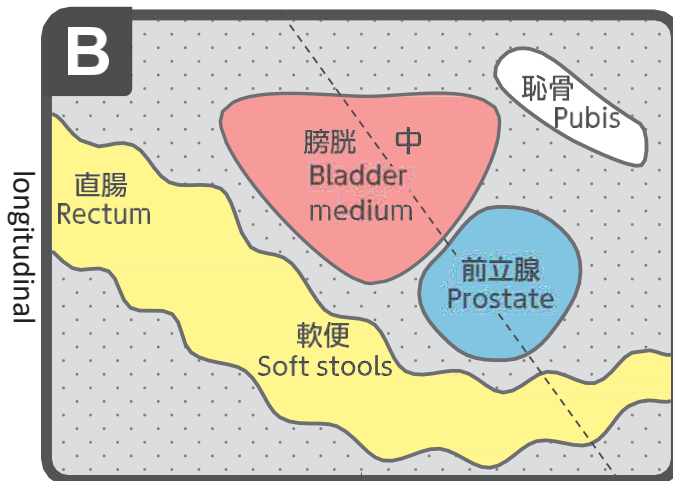 B
恥骨
Pubis
膀胱 中
Bladder
medium
直腸
Rectum
longitudinal
前立腺
Prostate
軟便
Soft stools